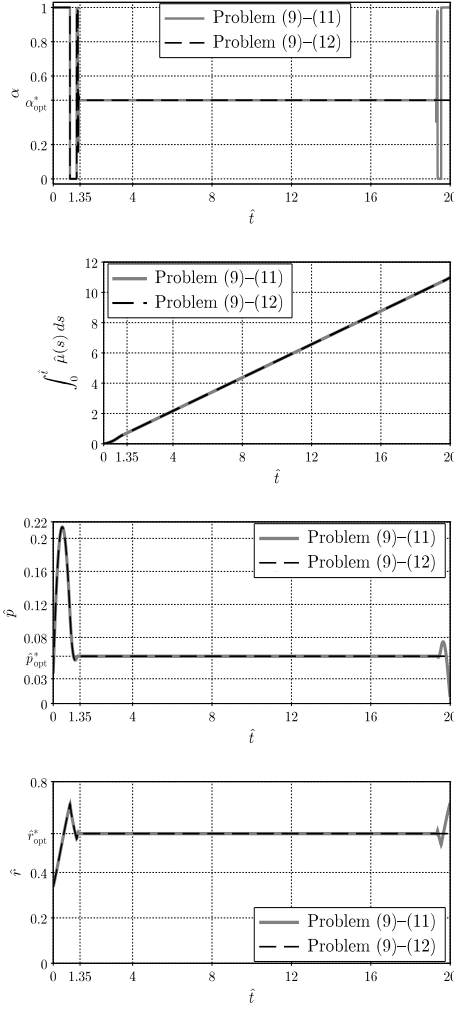 1
0.8
0.6
α*opt
0.2
0
α
Problem (9)–(11)
Problem (9)–(12)
0 1.35 4 8 12 16 20
t̂
12
10
8
6
4
2
0
∫₀^t̂ μ̂(s) ds
Problem (9)–(11)
Problem (9)–(12)
0 1.35 4 8 12 16 20
t̂
0.22
0.2
0.16
0.12
0.08
p̂*opt
0.03
0
p̂
Problem (9)–(11)
Problem (9)–(12)
0 1.35 4 8 12 16 20
t̂
0.8
r̂*opt
0.4
0.2
0
r̂
Problem (9)–(11)
Problem (9)–(12)
0 1.35 4 8 12 16 20
t̂